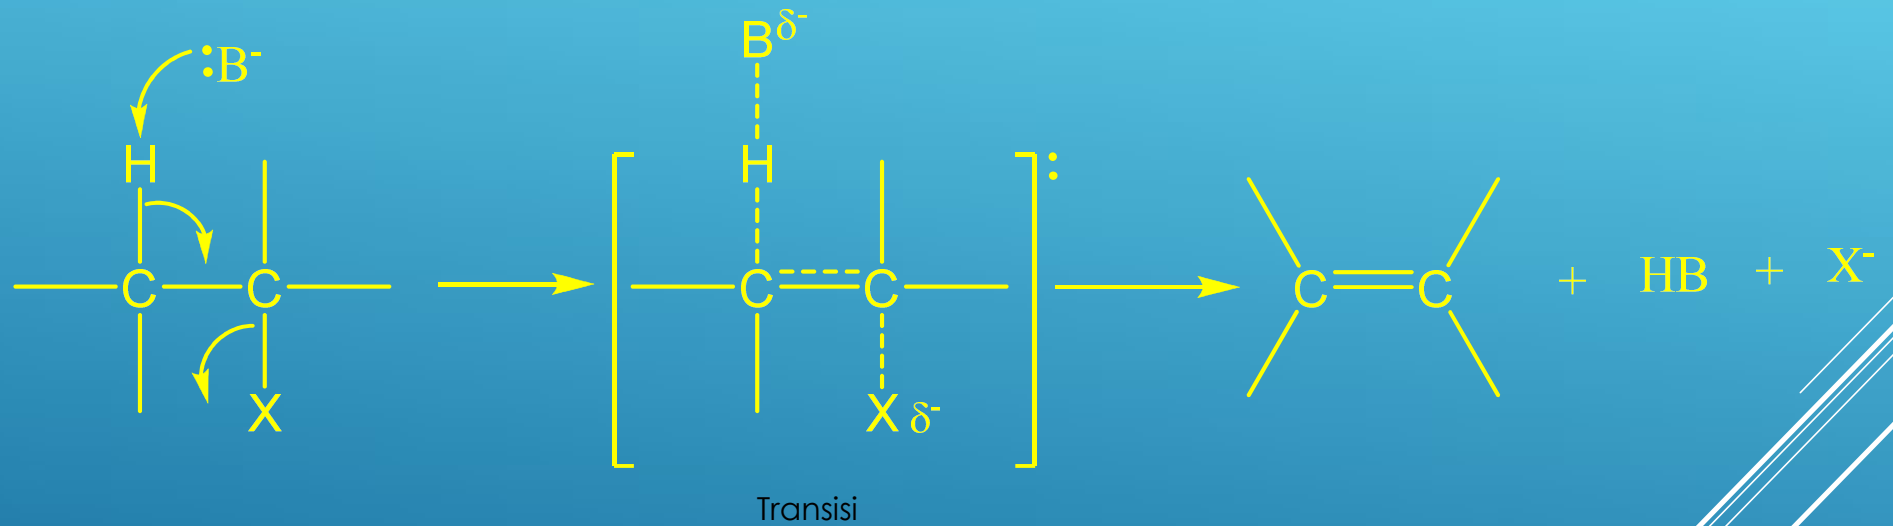 Bδ-
:B-
H H :
C C C C C C + HB + X-
X X δ-
Transisi